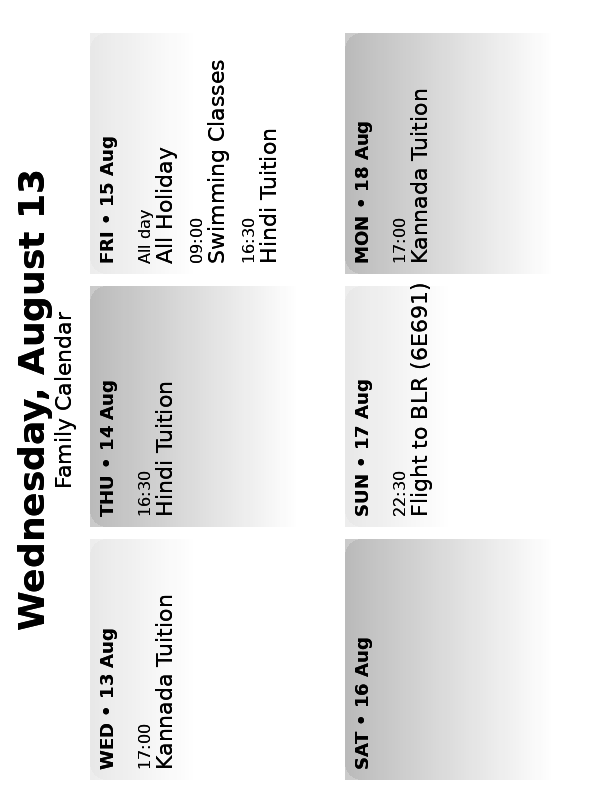 Wednesday, August 13
Family Calendar
WED • 13 Aug
17:00
Kannada Tuition
THU • 14 Aug
16:30
Hindi Tuition
FRI • 15 Aug
All day
All Holiday
09:00
Swimming Classes
16:30
Hindi Tuition
SAT • 16 Aug
SUN • 17 Aug
22:30
Flight to BLR (6E691)
MON • 18 Aug
17:00
Kannada Tuition